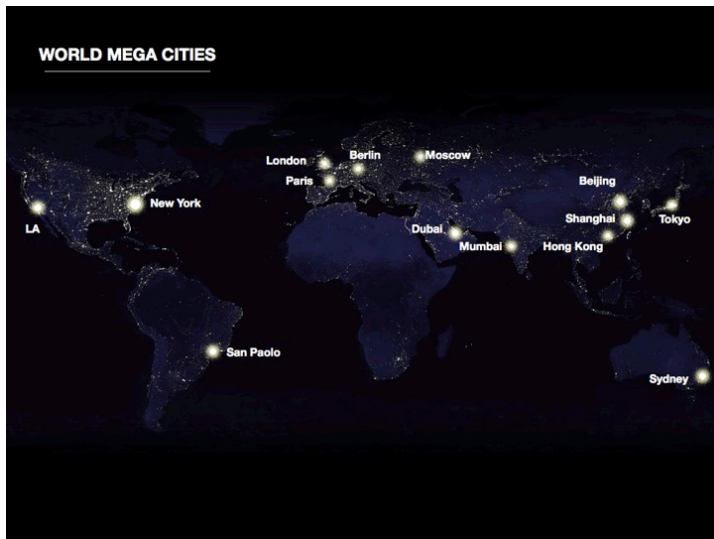 WORLD MEGA CITIES
London
Berlin
Moscow
Paris
Beijing
New York
Shanghai
Tokyo
LA
Dubai
Mumbai
Hong Kong
San Paolo
Sydney